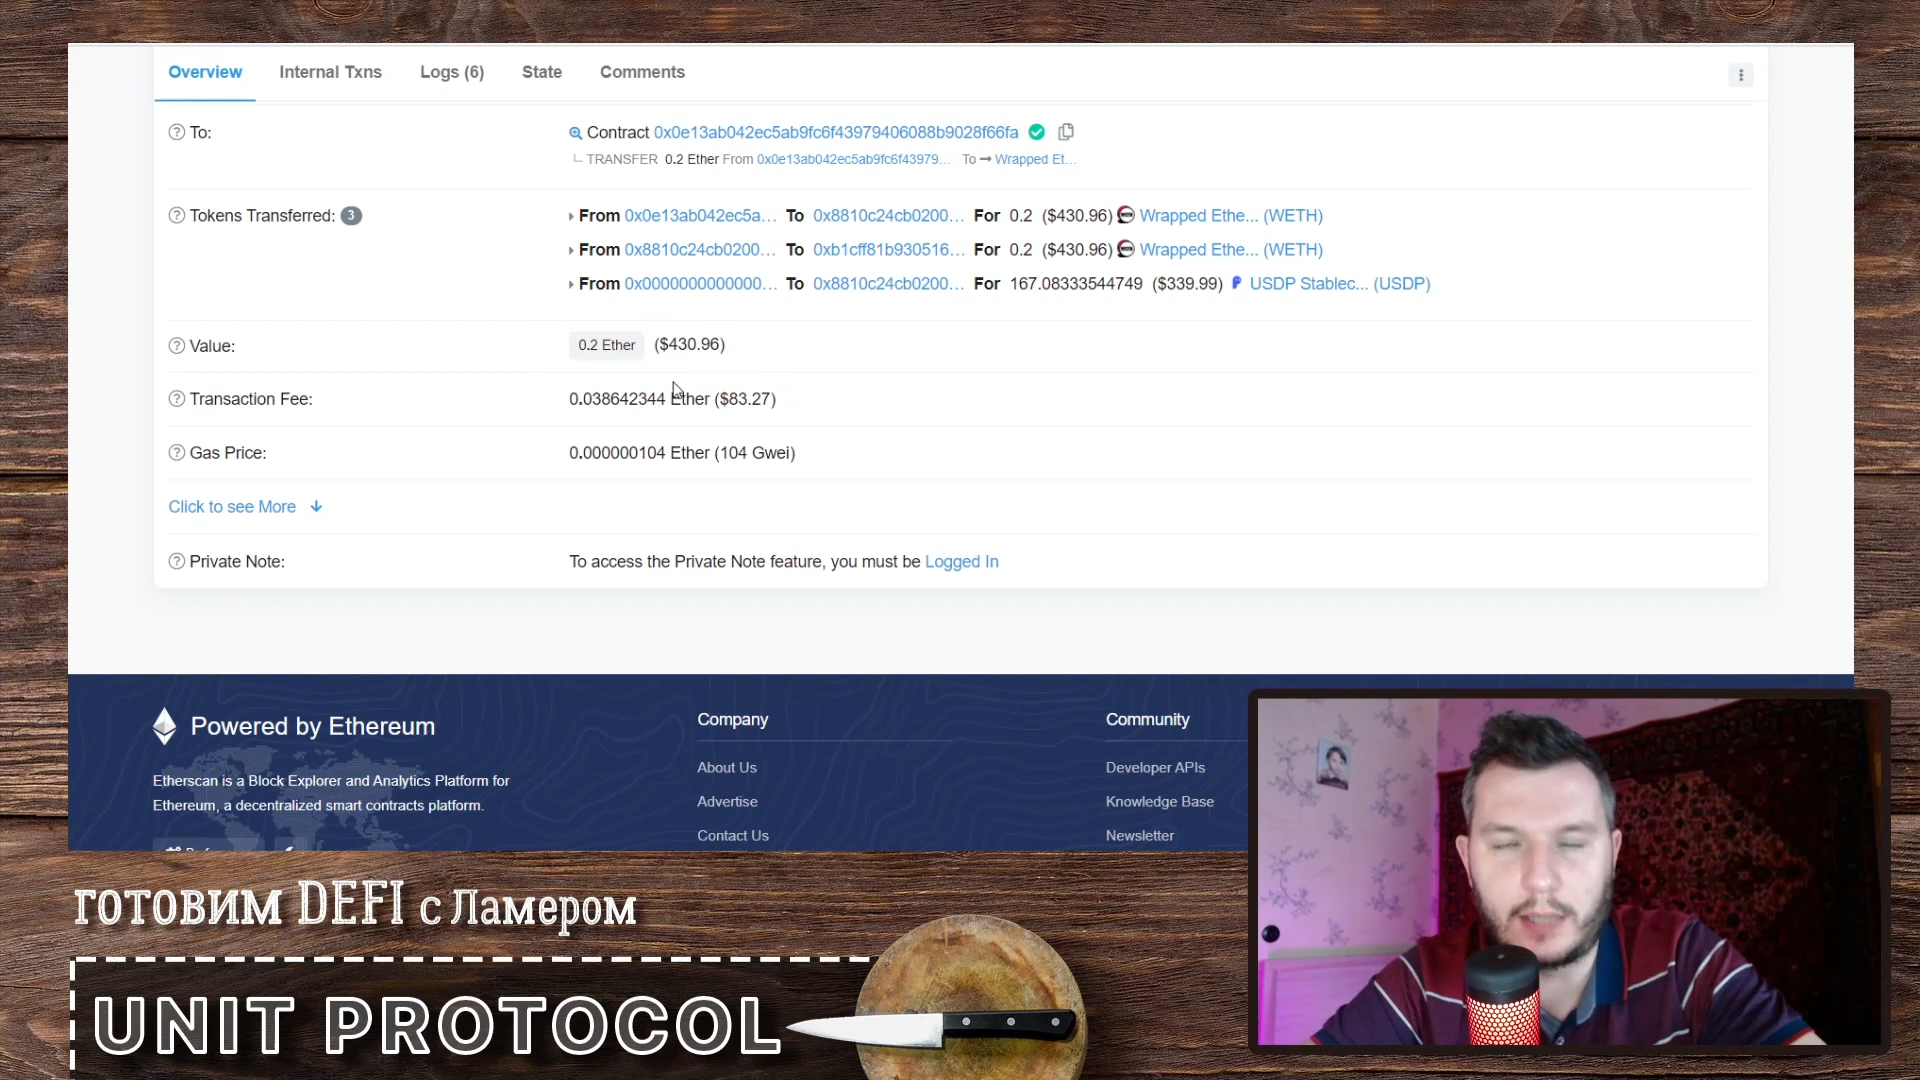 Overview Internal Txns Logs (6) State Comments
To: Contract 0x0e13ab042ec5ab9fc6f43979406088b9028f66fa
TRANSFER 0.2 Ether From 0x0e13ab042ec5ab9fc6f43979... To Wrapped Et...
Tokens Transferred: 3 From 0x0e13ab042ec5a... To 0x8810c24cb0200... For 0.2 ($430.96) Wrapped Ethe... (WETH)
From 0x8810c24cb0200... To 0xb1cff81b930516... For 0.2 ($430.96) Wrapped Ethe... (WETH)
From 0x0000000000000... To 0x8810c24cb0200... For 167.08333544749 ($339.99) USDP Stablec... (USDP)
Value: 0.2 Ether ($430.96)
Transaction Fee: 0.038642344 Ether ($83.27)
Gas Price: 0.000000104 Ether (104 Gwei)
Click to see More
Private Note: To access the Private Note feature, you must be Logged In
Powered by Ethereum
Etherscan is a Block Explorer and Analytics Platform for
Ethereum, a decentralized smart contracts platform.
Company
About Us
Advertise
Contact Us
Community
Developer APIs
Knowledge Base
Newsletter
готовим DEFI с Ламером
UNIT PROTOCOL